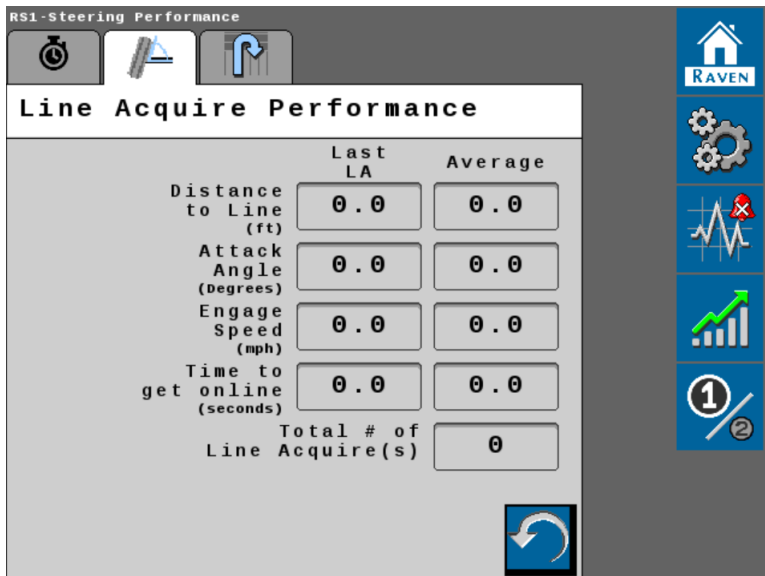 RS1-Steering Performance
RAVEN
Line Acquire Performance
Last
LA
Average
Distance
to Line
(ft)
0.0
0.0
Attack
Angle
(Degrees)
0.0
0.0
Engage
Speed
(mph)
0.0
0.0
Time to
get online
(seconds)
0.0
0.0
Total # of
Line Acquire(s)
0
1
2